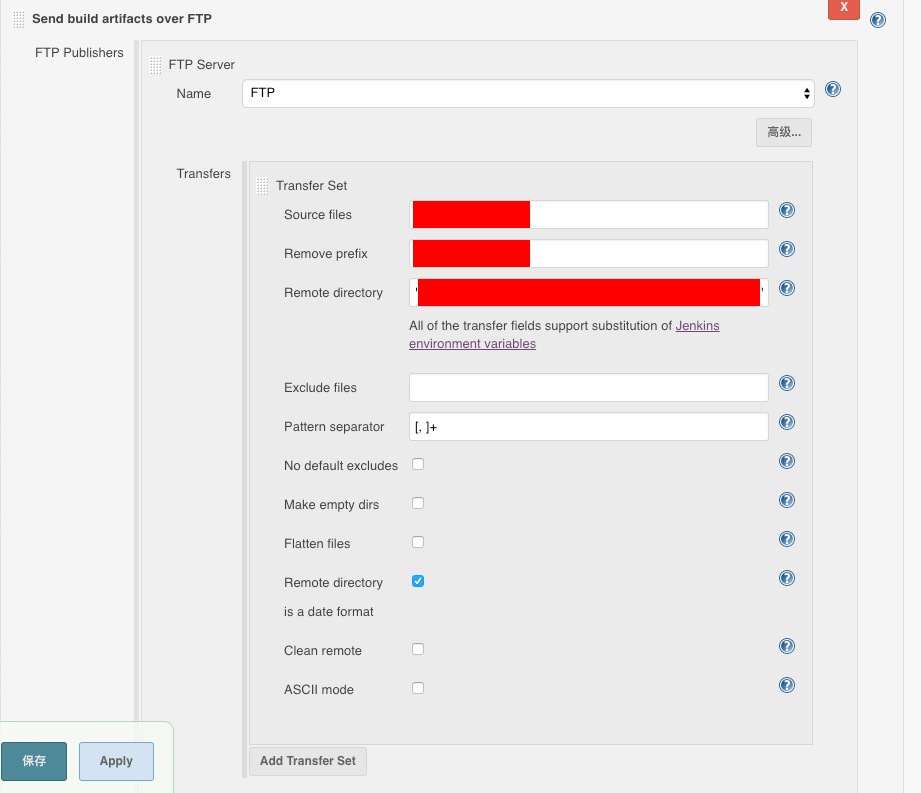 Send build artifacts over FTP
X
FTP Publishers
FTP Server
Name
FTP
高级...
Transfers
Transfer Set
Source files
Remove prefix
Remote directory
' '
All of the transfer fields support substitution of Jenkins
environment variables
Exclude files
Pattern separator
[, ]+
No default excludes
Make empty dirs
Flatten files
Remote directory
is a date format
Clean remote
ASCII mode
保存
Apply
Add Transfer Set